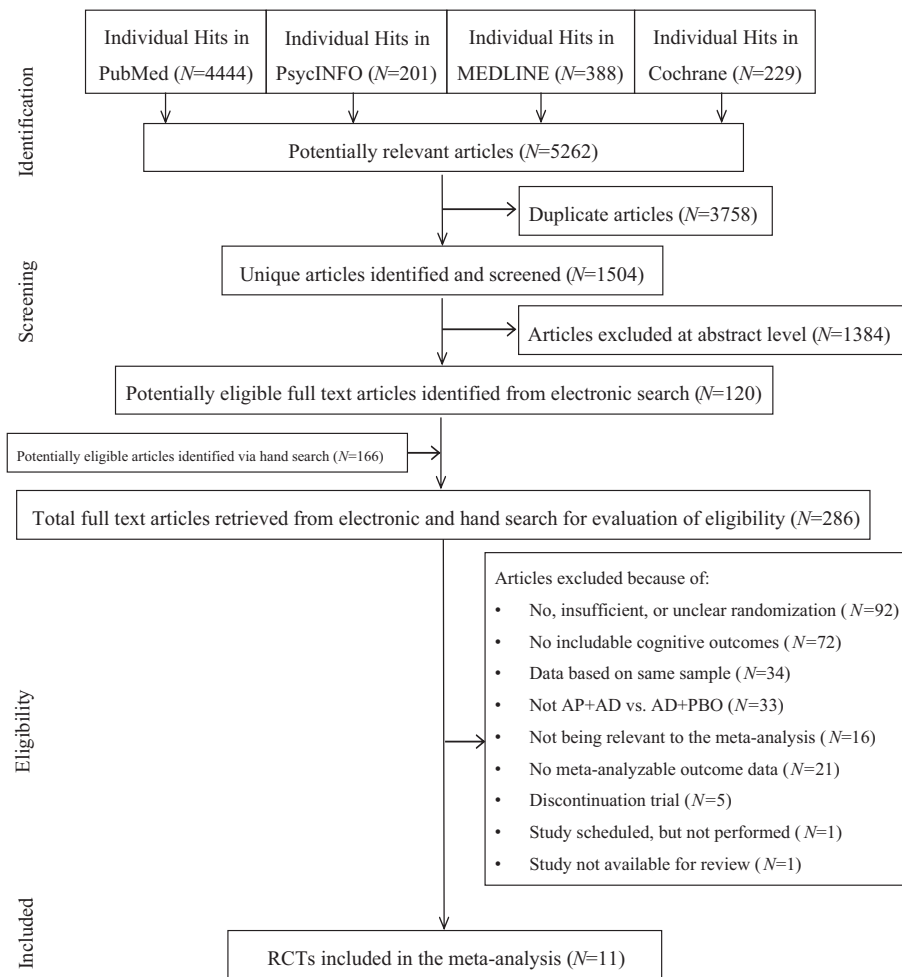 Individual Hits in
PubMed (N=4444)
Individual Hits in
PsycINFO (N=201)
Individual Hits in
MEDLINE (N=388)
Individual Hits in
Cochrane (N=229)
Identification
Potentially relevant articles (N=5262)
Duplicate articles (N=3758)
Unique articles identified and screened (N=1504)
Screening
Articles excluded at abstract level (N=1384)
Potentially eligible full text articles identified from electronic search (N=120)
Potentially eligible articles identified via hand search (N=166)
Total full text articles retrieved from electronic and hand search for evaluation of eligibility (N=286)
Eligibility
Articles excluded because of:
• No, insufficient, or unclear randomization (N=92)
• No includable cognitive outcomes (N=72)
• Data based on same sample (N=34)
• Not AP+AD vs. AD+PBO (N=33)
• Not being relevant to the meta-analysis (N=16)
• No meta-analyzable outcome data (N=21)
• Discontinuation trial (N=5)
• Study scheduled, but not performed (N=1)
• Study not available for review (N=1)
Included
RCTs included in the meta-analysis (N=11)